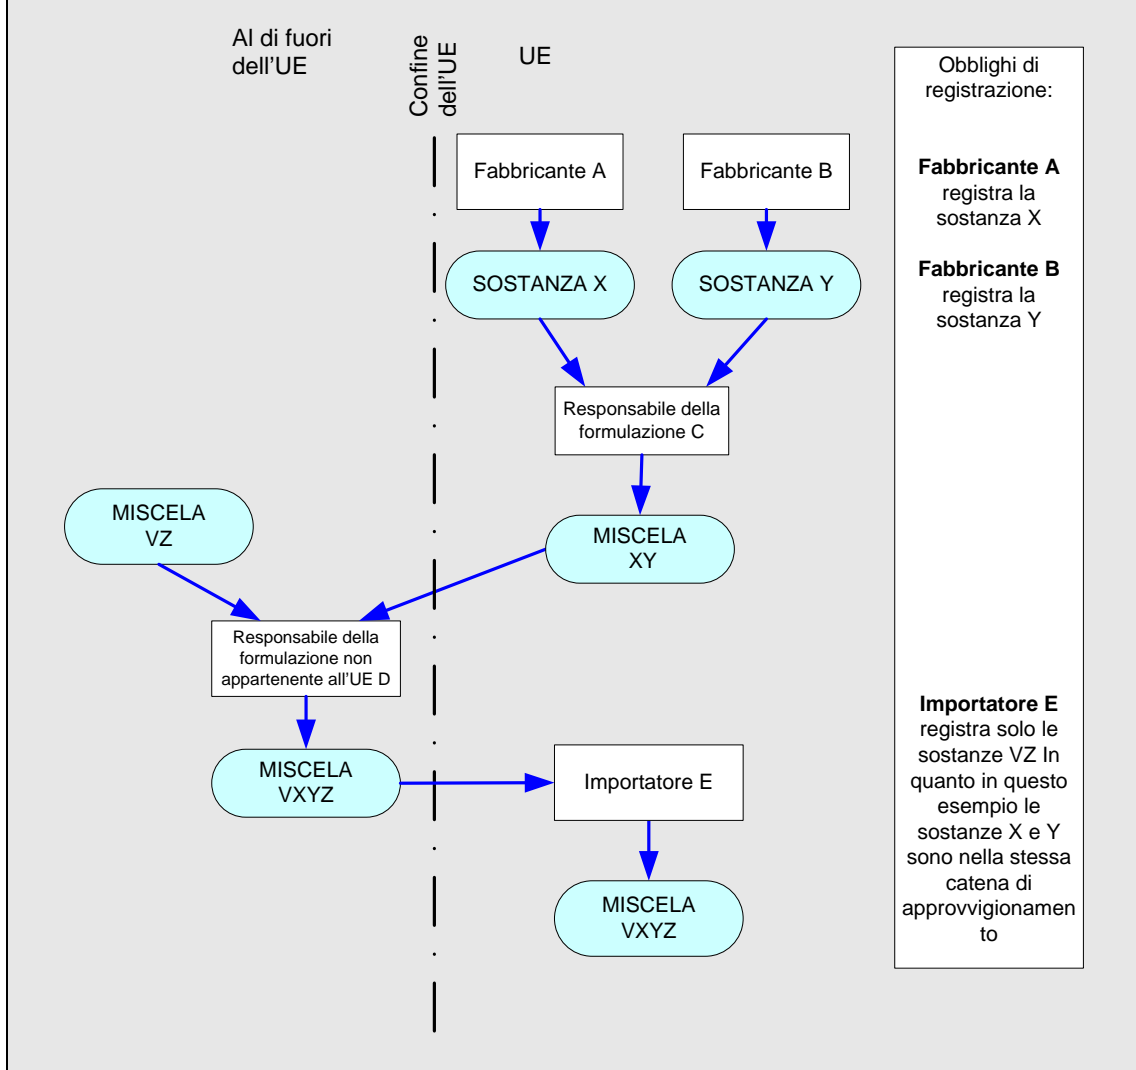 Al di fuori
dell'UE
Confine
dell'UE
UE
Fabbricante A
Fabbricante B
SOSTANZA X
SOSTANZA Y
Responsabile della
formulazione C
MISCELA
VZ
MISCELA
XY
Responsabile della
formulazione non
appartenente all'UE D
MISCELA
VXYZ
Importatore E
MISCELA
VXYZ
Obblighi di
registrazione:
Fabbricante A
registra la
sostanza X
Fabbricante B
registra la
sostanza Y
Importatore E
registra solo le
sostanze VZ In
quanto in questo
esempio le
sostanze X e Y
sono nella stessa
catena di
approvvigionamen
to